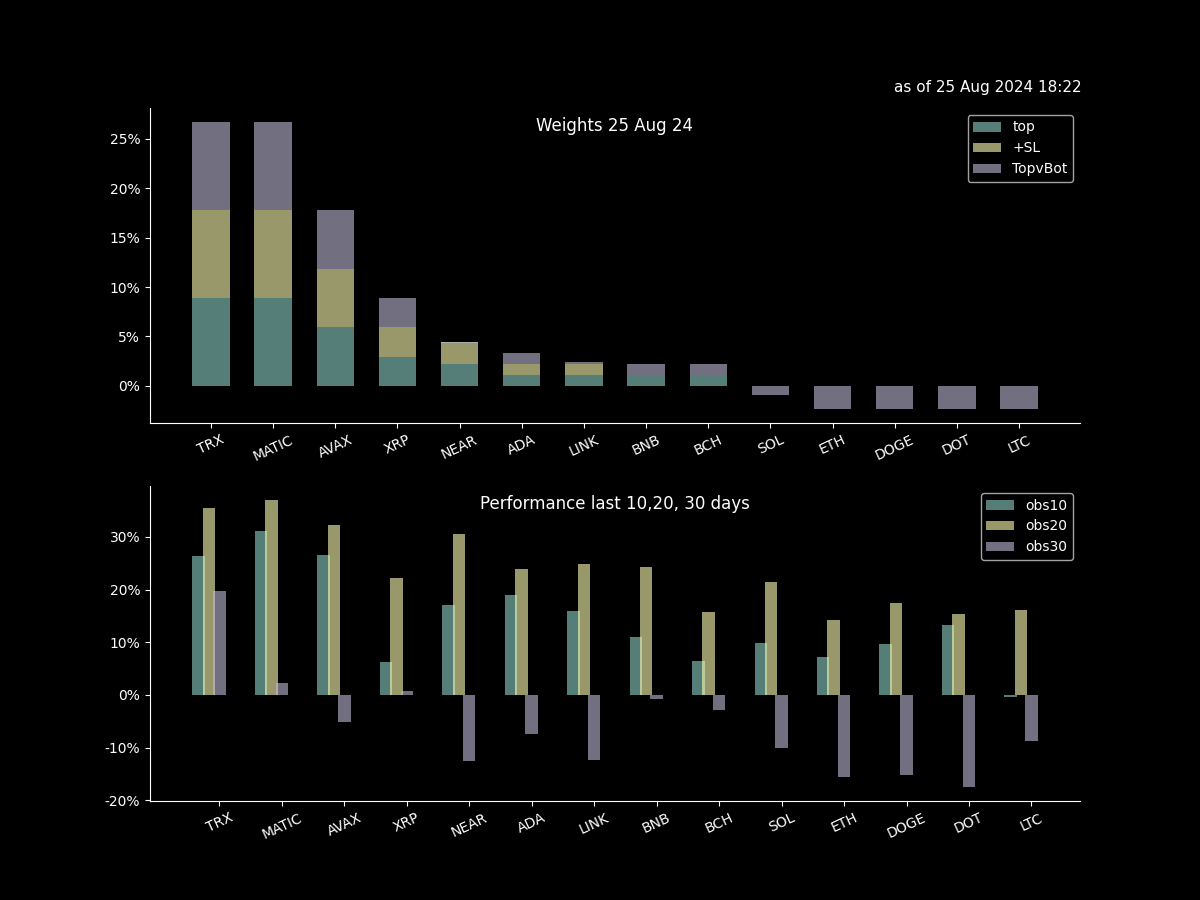 as of 25 Aug 2024 18:22
Weights 25 Aug 24
top
+SL
TopvBot
25%
20%
15%
10%
5%
0%
TRX MATIC AVAX XRP NEAR ADA LINK BNB BCH SOL ETH DOGE DOT LTC
Performance last 10,20, 30 days
obs10
obs20
obs30
30%
20%
10%
0%
-10%
-20%
TRX MATIC AVAX XRP NEAR ADA LINK BNB BCH SOL ETH DOGE DOT LTC